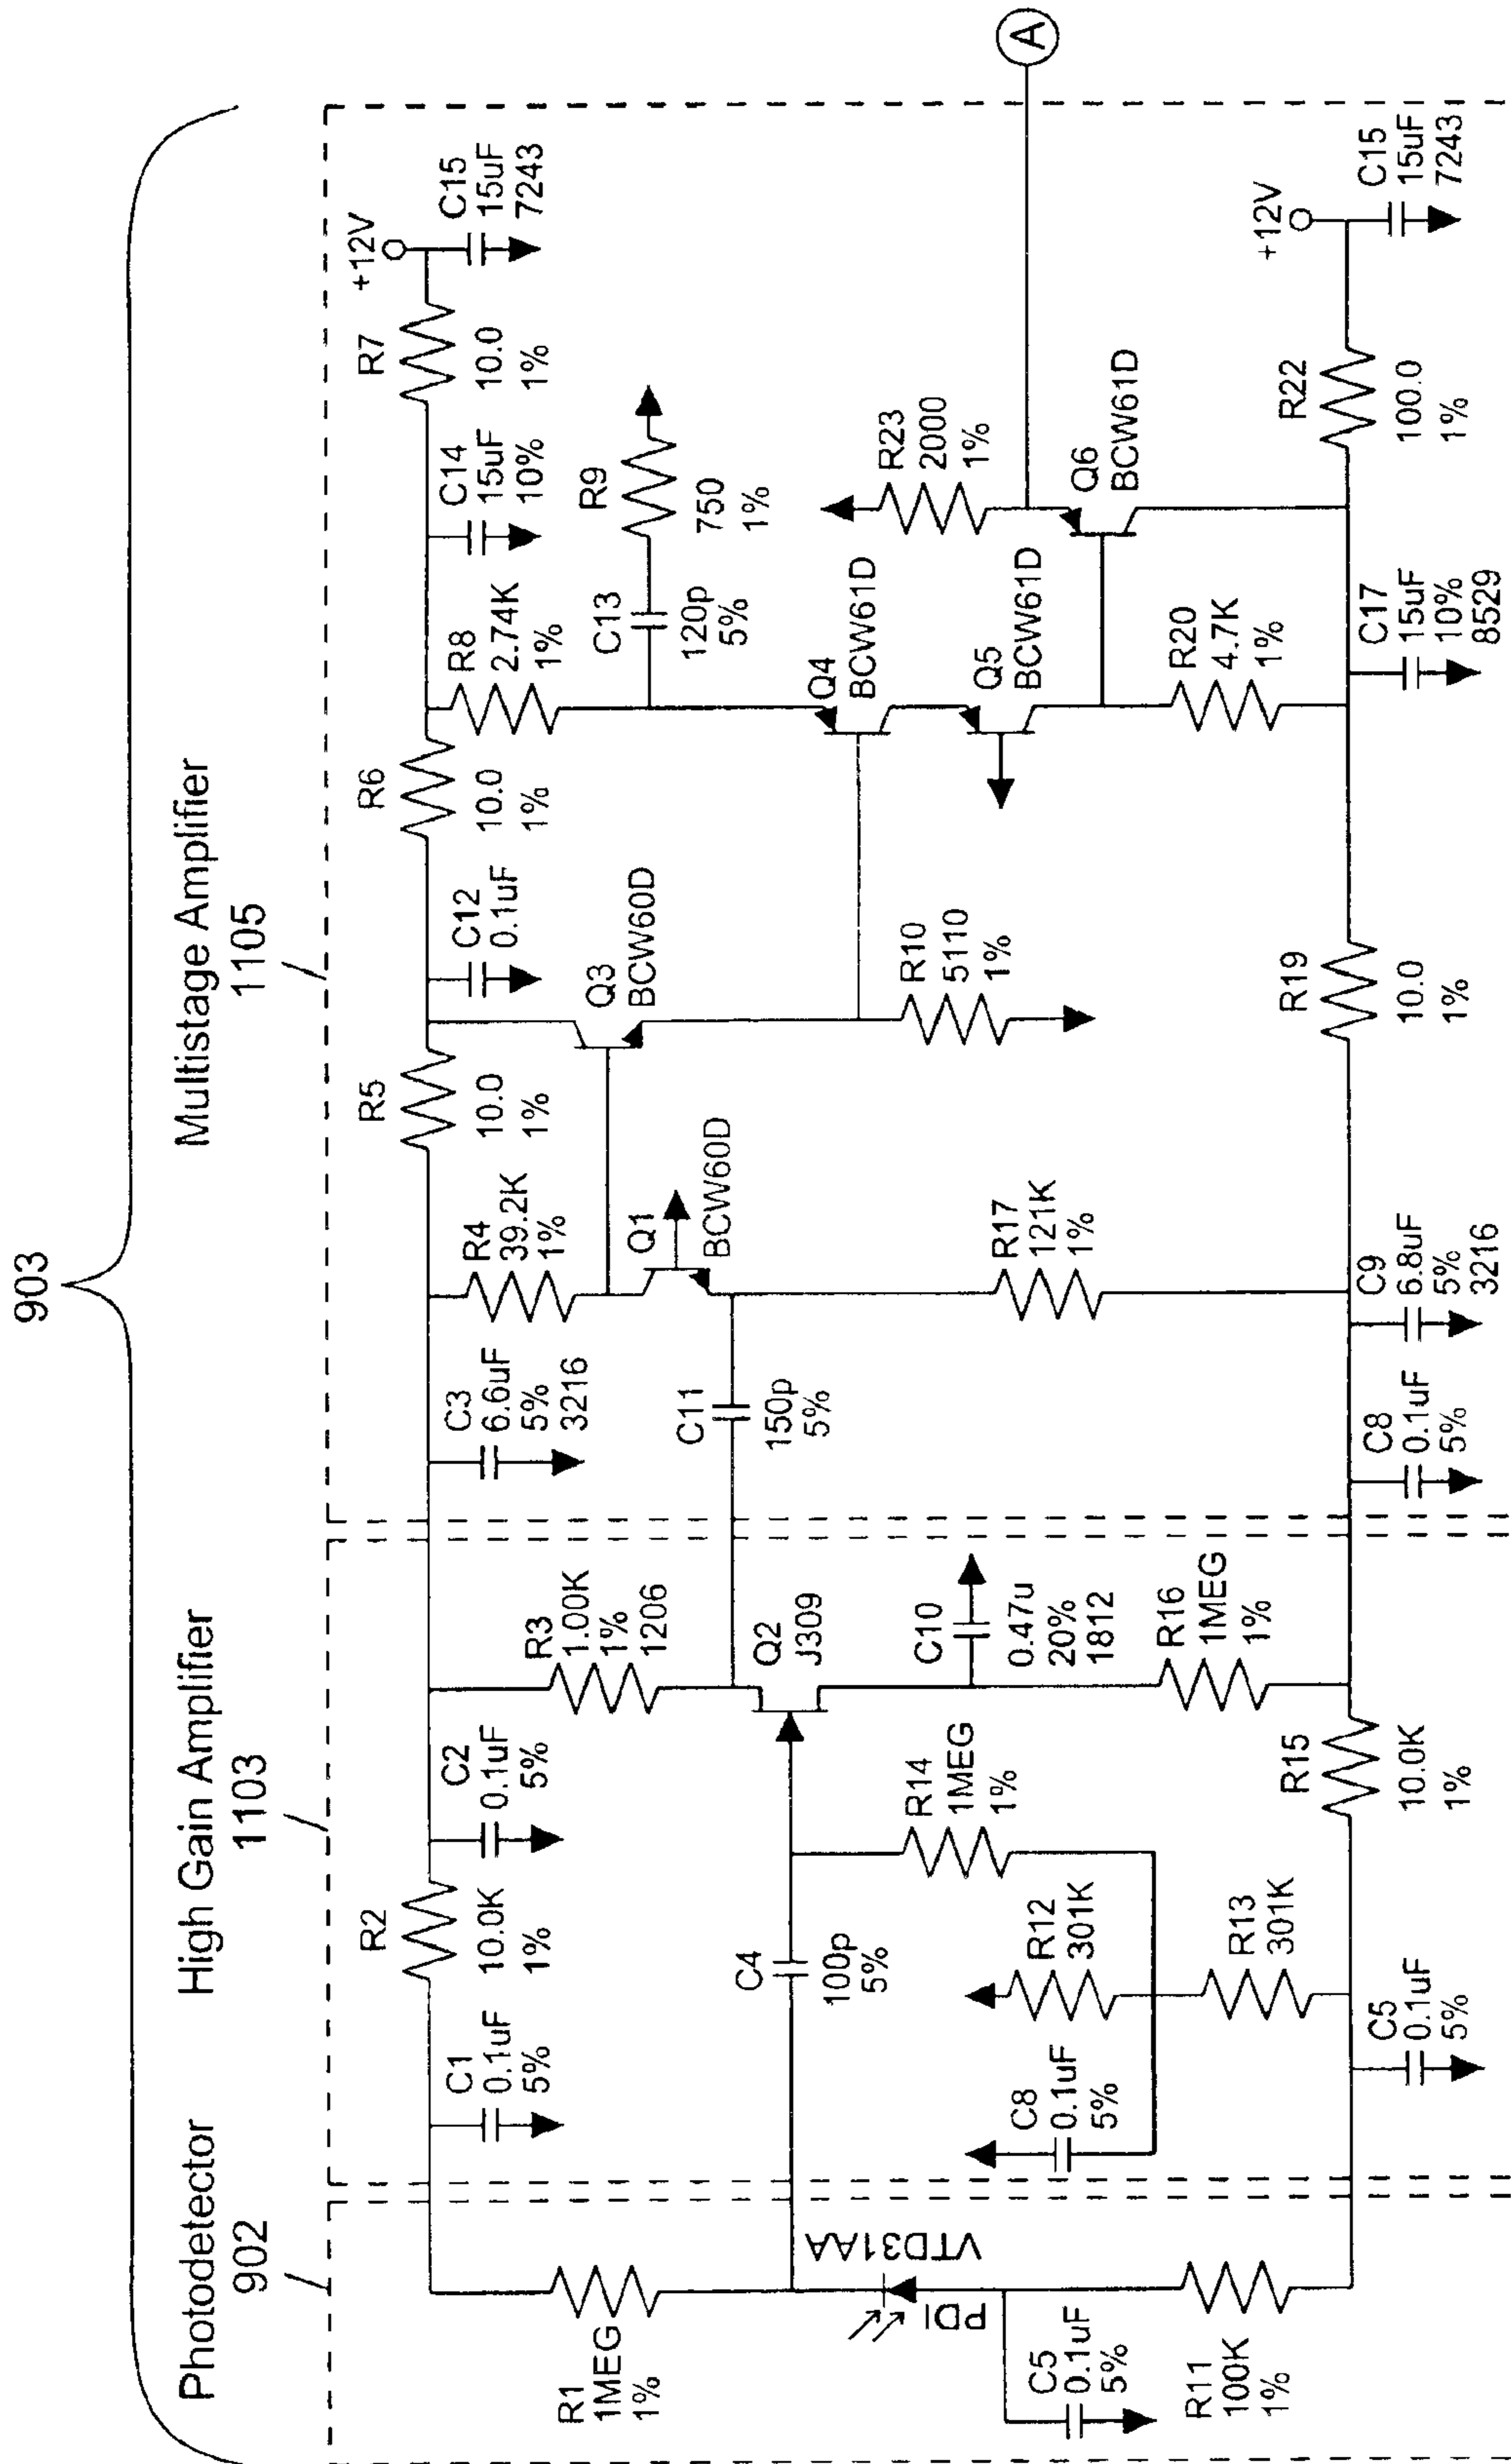 903
Photodetector
902
High Gain Amplifier
1103
Multistage Amplifier
1105
R1
1MEG
1%
C1
0.1uF
5%
R2
10.0K
1%
C2
0.1uF
5%
R3
1.00K
1%
1206
C3
6.6uF
5%
3216
R4
39.2K
1%
R5
10.0
1%
C12
0.1uF
R6
10.0
1%
R8
2.74K
1%
C14
15uF
10%
R7
10.0
1%
+12V
C15
15uF
7243
Q1
BCW60D
Q3
BCW60D
C13
120p
5%
R9
750
1%
C11
150p
5%
Q2
J309
C4
100p
5%
VTD31AA
PDI
C5
0.1uF
5%
R11
100K
1%
C8
0.1uF
5%
R12
301K
R13
301K
R14
1MEG
1%
C10
0.47u
20%
1812
R16
1MEG
1%
R17
121K
1%
R10
5110
1%
Q4
BCW61D
Q5
BCW61D
R20
4.7K
1%
R23
2000
1%
Q6
BCW61D
A
C5
0.1uF
5%
R15
10.0K
1%
C8
0.1uF
5%
C9
6.8uF
5%
3216
R19
10.0
1%
C17
15uF
10%
8529
R22
100.0
1%
+12V
C15
15uF
7243